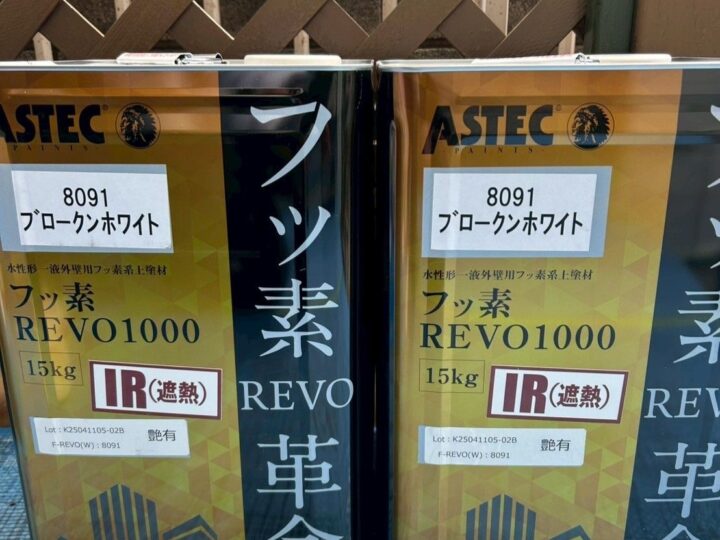 ASTEC
PAINTS
8091
ブロークンホワイト
水性形一液外壁用フッ素系上塗材
フッ素
REVO1000
15kg
IR(遮熱)
Lot : K25041105-02B
F-REVO(W) : 8091
艶有
フッ素
REVO
革命
ASTEC
PAINTS
8091
ブロークンホワイト
水性形一液外壁用フッ素系上塗材
フッ素
REVO1000
15kg
IR(遮熱)
Lot : K25041105-02B
F-REVO(W) : 8091
艶有
フッ素
REV
革